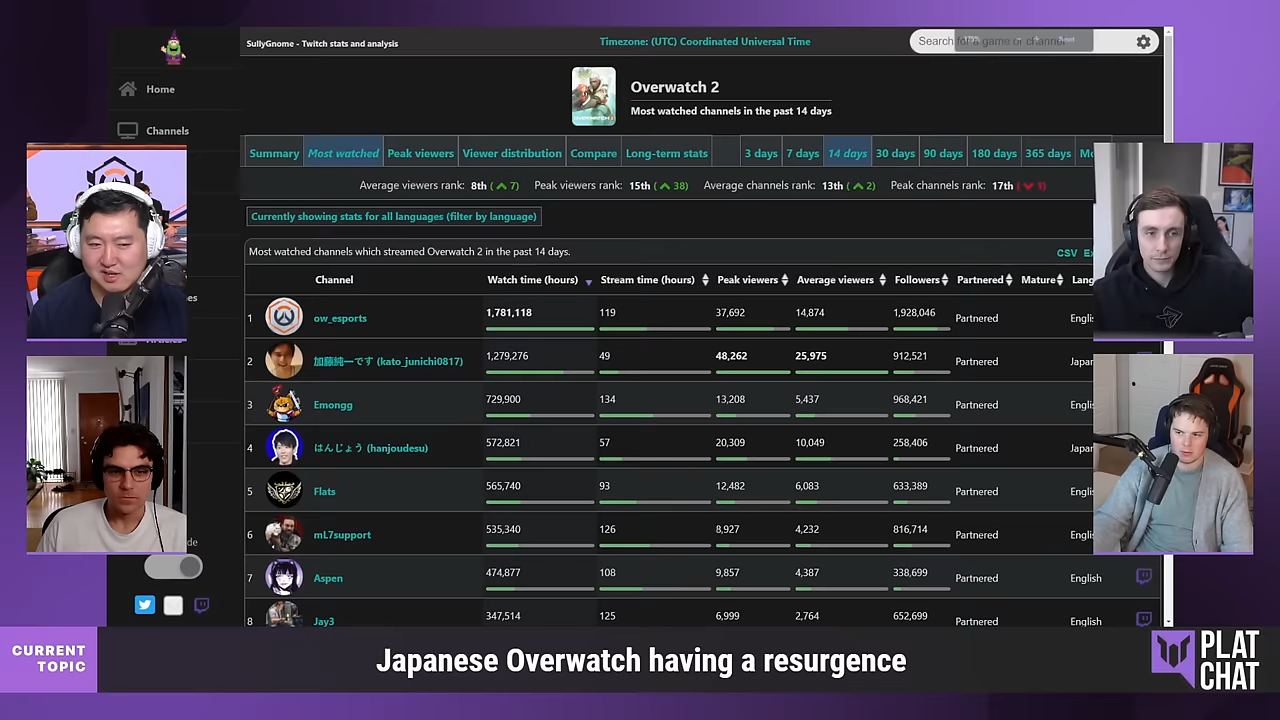 SullyGnome - Twitch stats and analysis
Timezone: (UTC) Coordinated Universal Time
Search for a game or channel
Home
Channels
Overwatch 2
Most watched channels in the past 14 days
Summary Most watched Peak viewers Viewer distribution Compare Long-term stats 3 days 7 days 14 days 30 days 90 days 180 days 365 days
Average viewers rank: 8th ( 7) Peak viewers rank: 15th ( 38) Average channels rank: 13th ( 2) Peak channels rank: 17th ( 1)
Currently showing stats for all languages (filter by language)
Most watched channels which streamed Overwatch 2 in the past 14 days.
CSV
Channel Watch time (hours) Stream time (hours) Peak viewers Average viewers Followers Partnered Mature
1 ow_esports 1,781,118 119 37,692 14,874 1,928,046 Partnered
2 加藤純一です (kato_junichi0817) 1,279,276 49 48,262 25,975 912,521 Partnered
3 Emongg 729,900 134 13,208 5,437 968,421 Partnered
4 はんじょう (hanjoudesu) 572,821 57 20,309 10,049 258,406 Partnered
5 Flats 565,740 93 12,482 6,083 633,389 Partnered
6 mL7support 535,340 126 8,927 4,232 816,714 Partnered
7 Aspen 474,877 108 9,857 4,387 338,699 Partnered English
8 Jay3 347,514 125 6,999 2,764 652,699 Partnered English
CURRENT
TOPIC
Japanese Overwatch having a resurgence
PLAT
CHAT